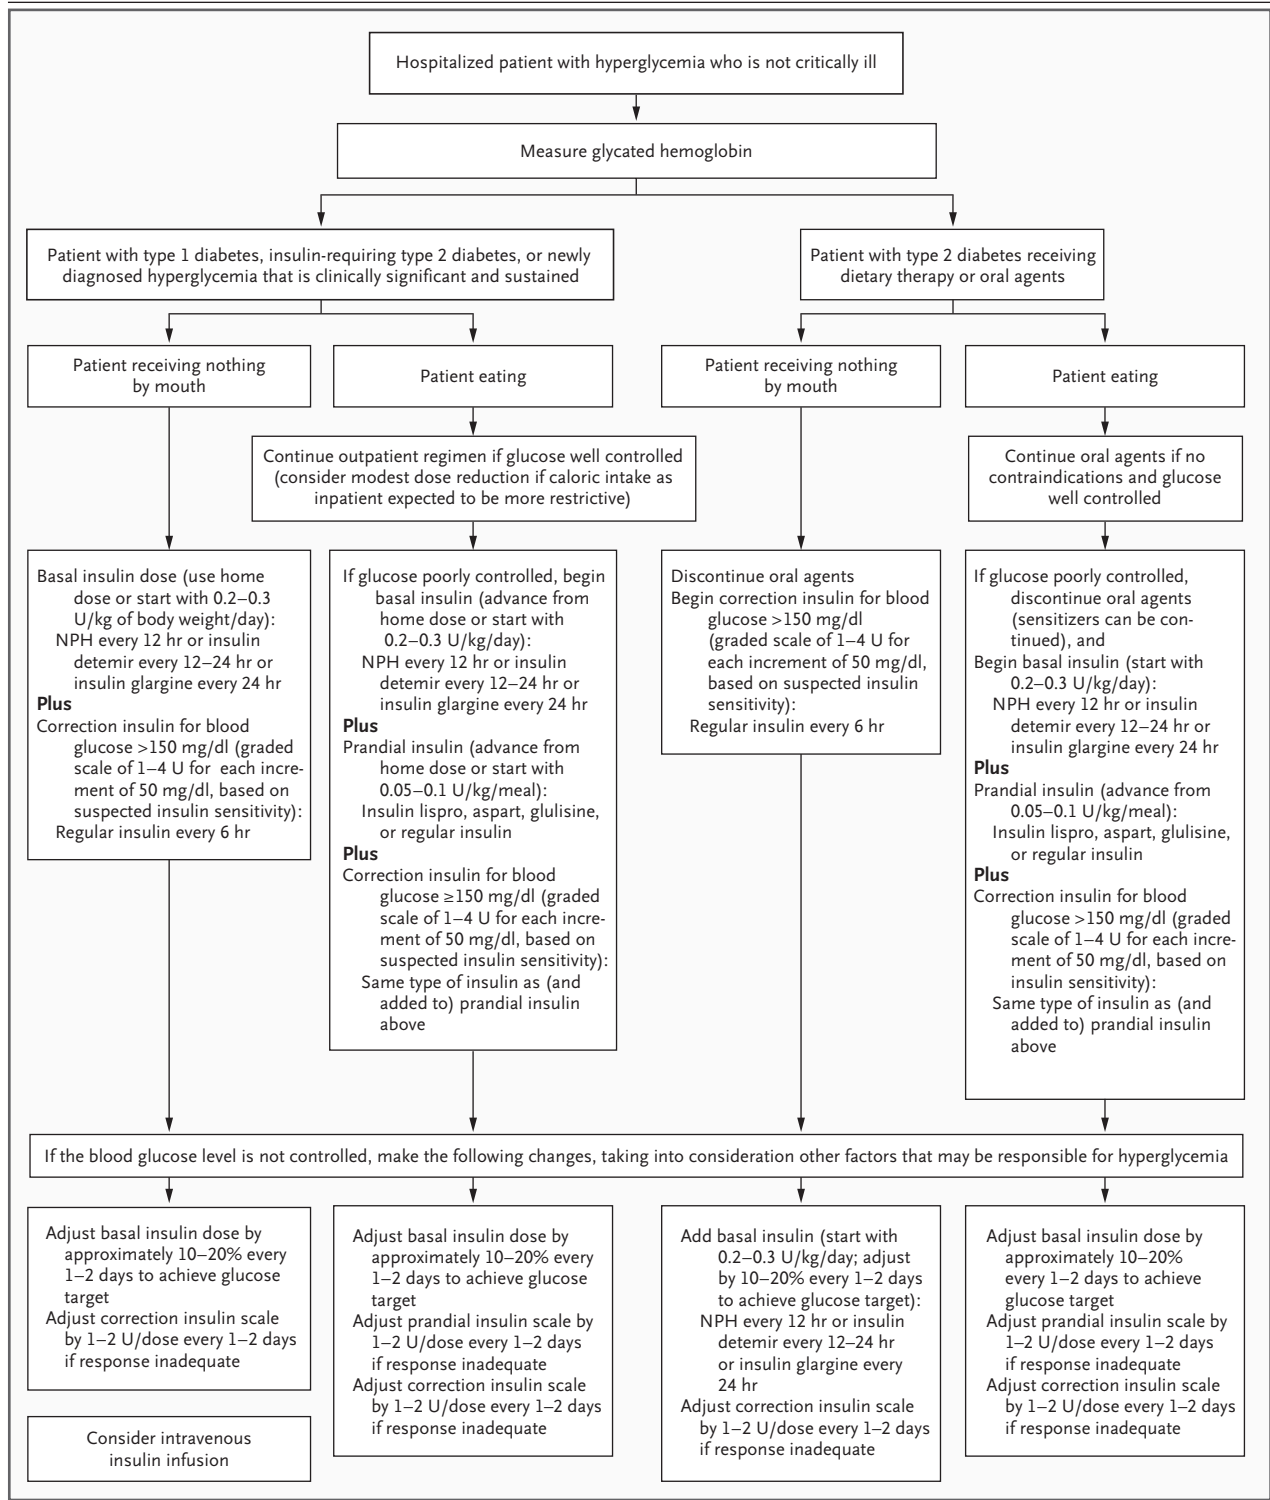 Hospitalized patient with hyperglycemia who is not critically ill
Measure glycated hemoglobin
Patient with type 1 diabetes, insulin-requiring type 2 diabetes, or newly
diagnosed hyperglycemia that is clinically significant and sustained
Patient with type 2 diabetes receiving
dietary therapy or oral agents
Patient receiving nothing
by mouth
Patient eating
Patient receiving nothing
by mouth
Patient eating
Continue outpatient regimen if glucose well controlled
(consider modest dose reduction if caloric intake as
inpatient expected to be more restrictive)
Continue oral agents if no
contraindications and glucose
well controlled
Basal insulin dose (use home
dose or start with 0.2–0.3
U/kg of body weight/day):
NPH every 12 hr or insulin
detemir every 12–24 hr or
insulin glargine every 24 hr
Plus
Correction insulin for blood
glucose >150 mg/dl (graded
scale of 1–4 U for each incre-
ment of 50 mg/dl, based on
suspected insulin sensitivity):
Regular insulin every 6 hr
If glucose poorly controlled, begin
basal insulin (advance from
home dose or start with
0.2–0.3 U/kg/day):
NPH every 12 hr or insulin
detemir every 12–24 hr or
insulin glargine every 24 hr
Plus
Prandial insulin (advance from
home dose or start with
0.05–0.1 U/kg/meal):
Insulin lispro, aspart, glulisine,
or regular insulin
Plus
Correction insulin for blood
glucose ≥150 mg/dl (graded
scale of 1–4 U for each incre-
ment of 50 mg/dl, based on
suspected insulin sensitivity):
Same type of insulin as (and
added to) prandial insulin
above
Discontinue oral agents
Begin correction insulin for blood
glucose >150 mg/dl
(graded scale of 1–4 U for
each increment of 50 mg/dl,
based on suspected insulin
sensitivity):
Regular insulin every 6 hr
If glucose poorly controlled,
discontinue oral agents
(sensitizers can be con-
tinued), and
Begin basal insulin (start with
0.2–0.3 U/kg/day):
NPH every 12 hr or insulin
detemir every 12–24 hr or
insulin glargine every 24 hr
Plus
Prandial insulin (advance from
0.05–0.1 U/kg/meal):
Insulin lispro, aspart, glulisine,
or regular insulin
Plus
Correction insulin for blood
glucose >150 mg/dl (graded
scale of 1–4 U for each incre-
ment of 50 mg/dl, based on
insulin sensitivity):
Same type of insulin as (and
added to) prandial insulin
above
If the blood glucose level is not controlled, make the following changes, taking into consideration other factors that may be responsible for hyperglycemia
Adjust basal insulin dose by
approximately 10–20% every
1–2 days to achieve glucose
target
Adjust correction insulin scale
by 1–2 U/dose every 1–2 days
if response inadequate
Consider intravenous
insulin infusion
Adjust basal insulin dose by
approximately 10–20% every
1–2 days to achieve glucose
target
Adjust prandial insulin scale by
1–2 U/dose every 1–2 days
if response inadequate
Adjust correction insulin scale
by 1–2 U/dose every 1–2 days
if response inadequate
Add basal insulin (start with
0.2–0.3 U/kg/day; adjust
by 10–20% every 1–2 days
to achieve glucose target):
NPH every 12 hr or insulin
detemir every 12–24 hr
or insulin glargine every
24 hr
Adjust correction insulin scale
by 1–2 U/dose every 1–2 days
if response inadequate
Adjust basal insulin dose by
approximately 10–20%
every 1–2 days to achieve
glucose target
Adjust prandial insulin scale by
1–2 U/dose every 1–2 days
if response inadequate
Adjust correction insulin scale
by 1–2 U/dose every 1–2 days
if response inadequate